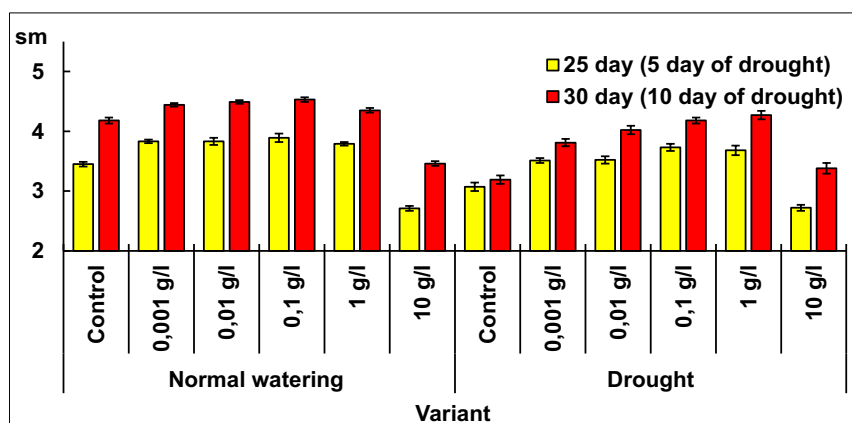 sm
5
4
3
2
25 day (5 day of drought)
30 day (10 day of drought)
Control
0,001 g/l
0,01 g/l
0,1 g/l
1 g/l
10 g/l
Control
0,001 g/l
0,01 g/l
0,1 g/l
1 g/l
10 g/l
Normal watering
Drought
Variant